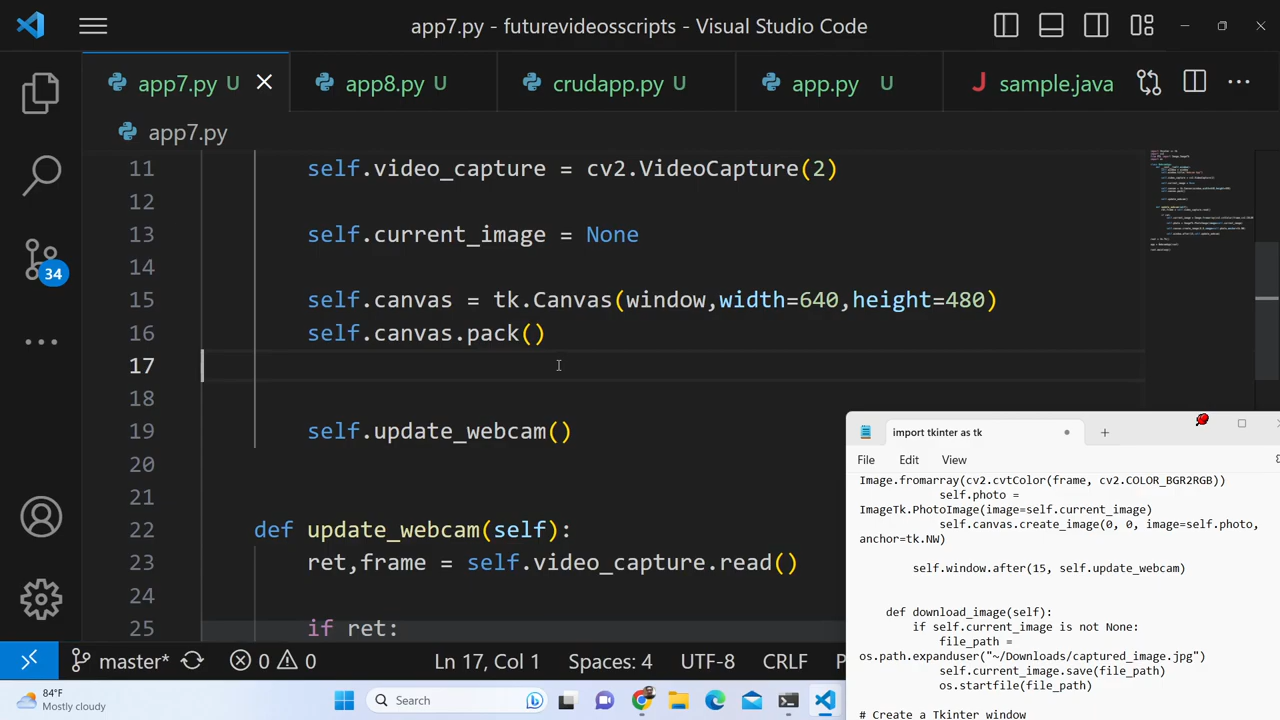 app7.py - futurevideosscripts - Visual Studio Code
app7.py U
app8.py U
crudapp.py U
app.py U
sample.java
app7.py
11 self.video_capture = cv2.VideoCapture(2)
12
13 self.current_image = None
14
15 self.canvas = tk.Canvas(window,width=640,height=480)
16 self.canvas.pack()
17
18
19 self.update_webcam()
20
21
22 def update_webcam(self):
23 ret,frame = self.video_capture.read()
24
25 if ret:
34
import tkinter as tk
File Edit View
Image.fromarray(cv2.cvtColor(frame, cv2.COLOR_BGR2RGB))
self.photo =
ImageTk.PhotoImage(image=self.current_image)
self.canvas.create_image(0, 0, image=self.photo,
anchor=tk.NW)
self.window.after(15, self.update_webcam)
def download_image(self):
if self.current_image is not None:
file_path =
os.path.expanduser("~/Downloads/captured_image.jpg")
self.current_image.save(file_path)
os.startfile(file_path)
# Create a Tkinter window
master* 0 0 Ln 17, Col 1 Spaces: 4 UTF-8 CRLF
84°F
Mostly cloudy
Search